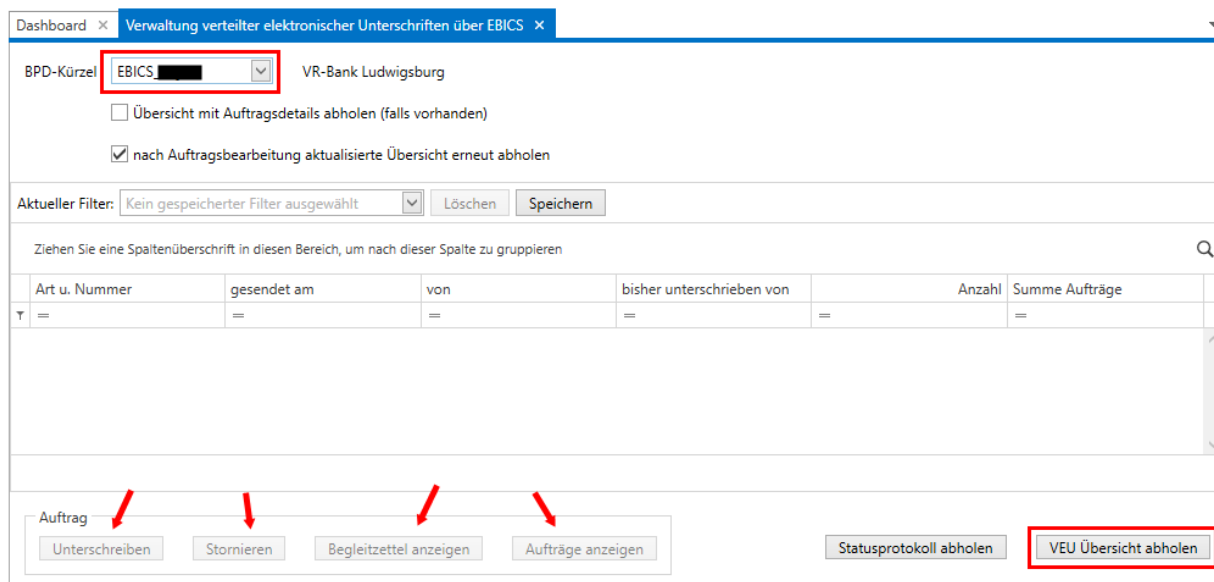 Dashboard × Verwaltung verteilter elektronischer Unterschriften über EBICS ×
BPD-Kürzel EBICS_ VR-Bank Ludwigsburg
Übersicht mit Auftragsdetails abholen (falls vorhanden)
nach Auftragsbearbeitung aktualisierte Übersicht erneut abholen
Aktueller Filter: Kein gespeicherter Filter ausgewählt Löschen Speichern
Ziehen Sie eine Spaltenüberschrift in diesen Bereich, um nach dieser Spalte zu gruppieren
Art u. Nummer gesendet am von bisher unterschrieben von Anzahl Summe Aufträge
= = = = = =
Auftrag
Unterschreiben Stornieren Begleitzettel anzeigen Aufträge anzeigen Statusprotokoll abholen VEU Übersicht abholen